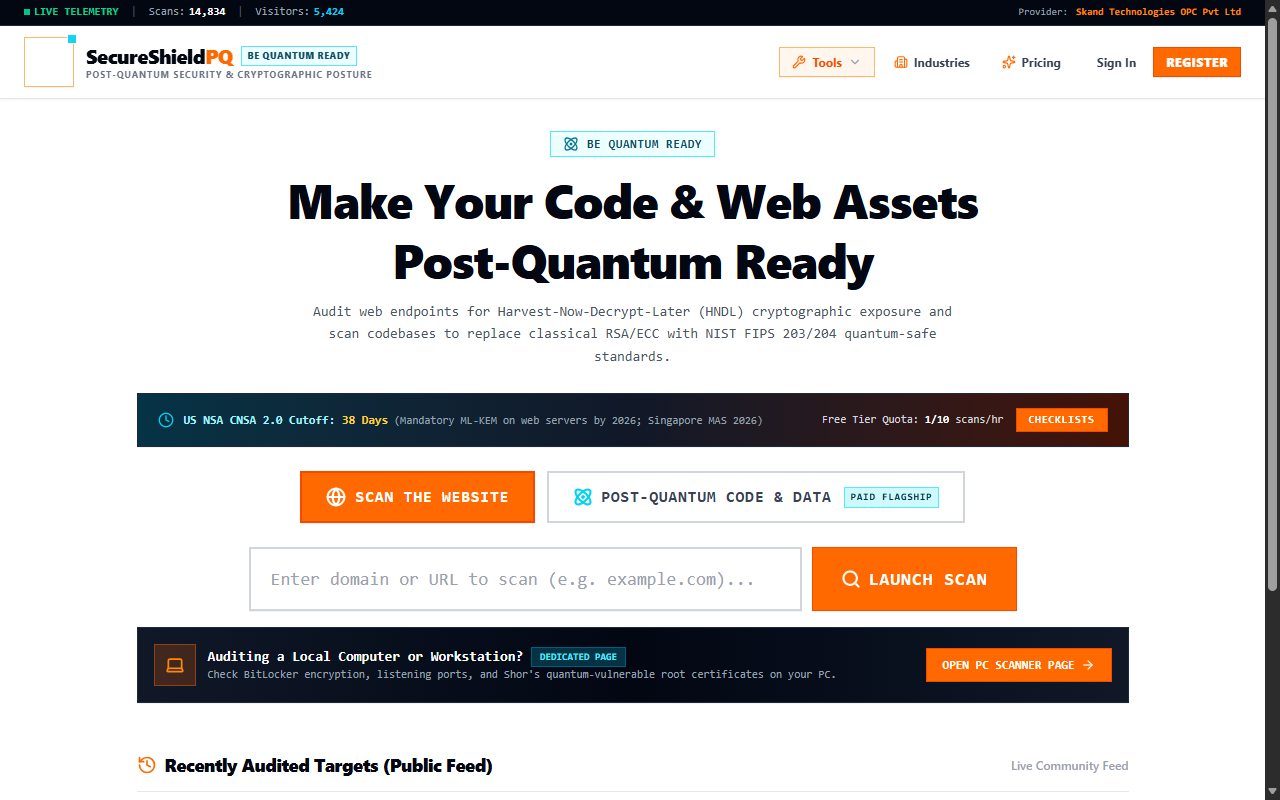 LIVE TELEMETRY | Scans: 14,834 | Visitors: 5,424
Provider: Skand Technologies OPC Pvt Ltd
SecureShieldPQ BE QUANTUM READY
POST-QUANTUM SECURITY & CRYPTOGRAPHIC POSTURE
Tools Industries Pricing Sign In REGISTER
BE QUANTUM READY
Make Your Code & Web Assets
Post-Quantum Ready
Audit web endpoints for Harvest-Now-Decrypt-Later (HNDL) cryptographic exposure and
scan codebases to replace classical RSA/ECC with NIST FIPS 203/204 quantum-safe
standards.
US NSA CNSA 2.0 Cutoff: 38 Days (Mandatory ML-KEM on web servers by 2026; Singapore MAS 2026)
Free Tier Quota: 1/10 scans/hr CHECKLISTS
SCAN THE WEBSITE
POST-QUANTUM CODE & DATA PAID FLAGSHIP
Enter domain or URL to scan (e.g. example.com)...
LAUNCH SCAN
Auditing a Local Computer or Workstation? DEDICATED PAGE
Check BitLocker encryption, listening ports, and Shor's quantum-vulnerable root certificates on your PC.
OPEN PC SCANNER PAGE →
Recently Audited Targets (Public Feed)
Live Community Feed